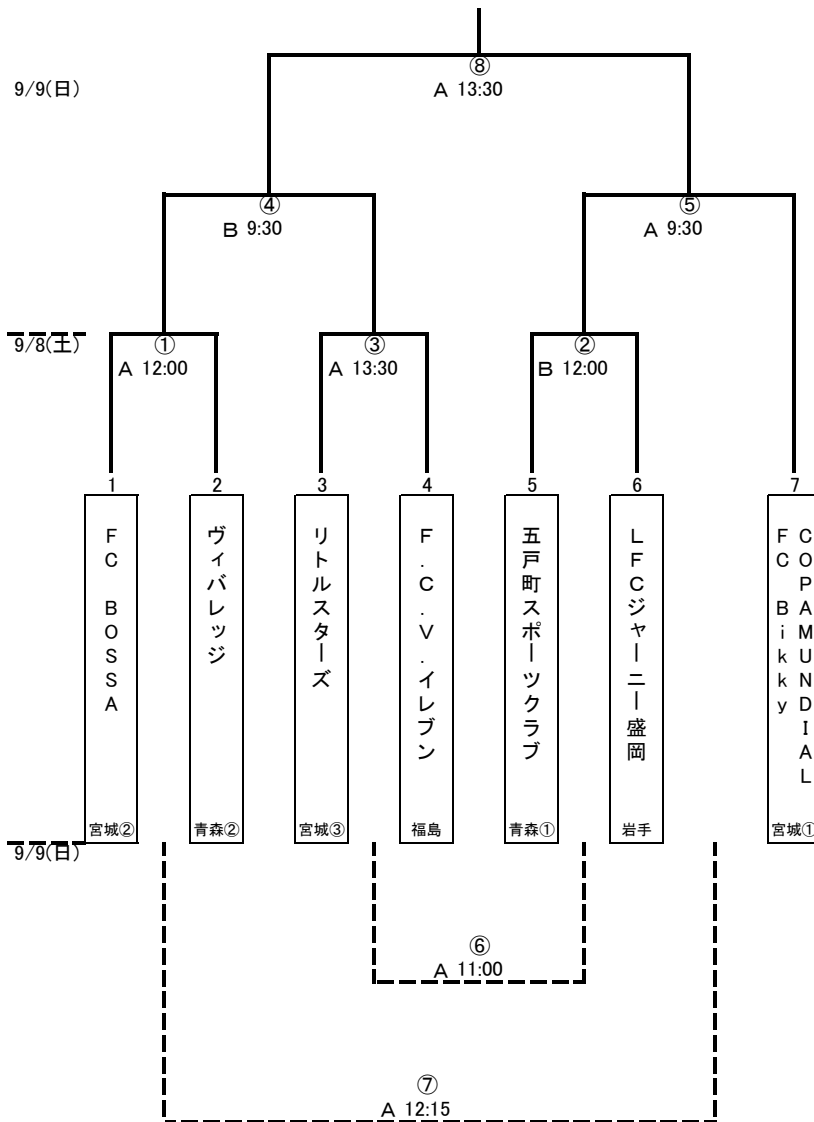 ⑧
9/9(日)
A 13:30
④
⑤
B 9:30
A 9:30
9/8(土)
①
③
②
A 12:00
A 13:30
B 12:00
1
2
3
4
5
6
7
FC BOSSA
ヴィバレッジ
リトルスターズ
F.C.V.イレブン
五戸町スポーツクラブ
LFCジャーニー盛岡
COPAMUNDIAL
FC Bikky
宮城②
青森②
宮城③
福島
青森①
岩手
宮城①
9/9(日)
⑥
A 11:00
⑦
A 12:15